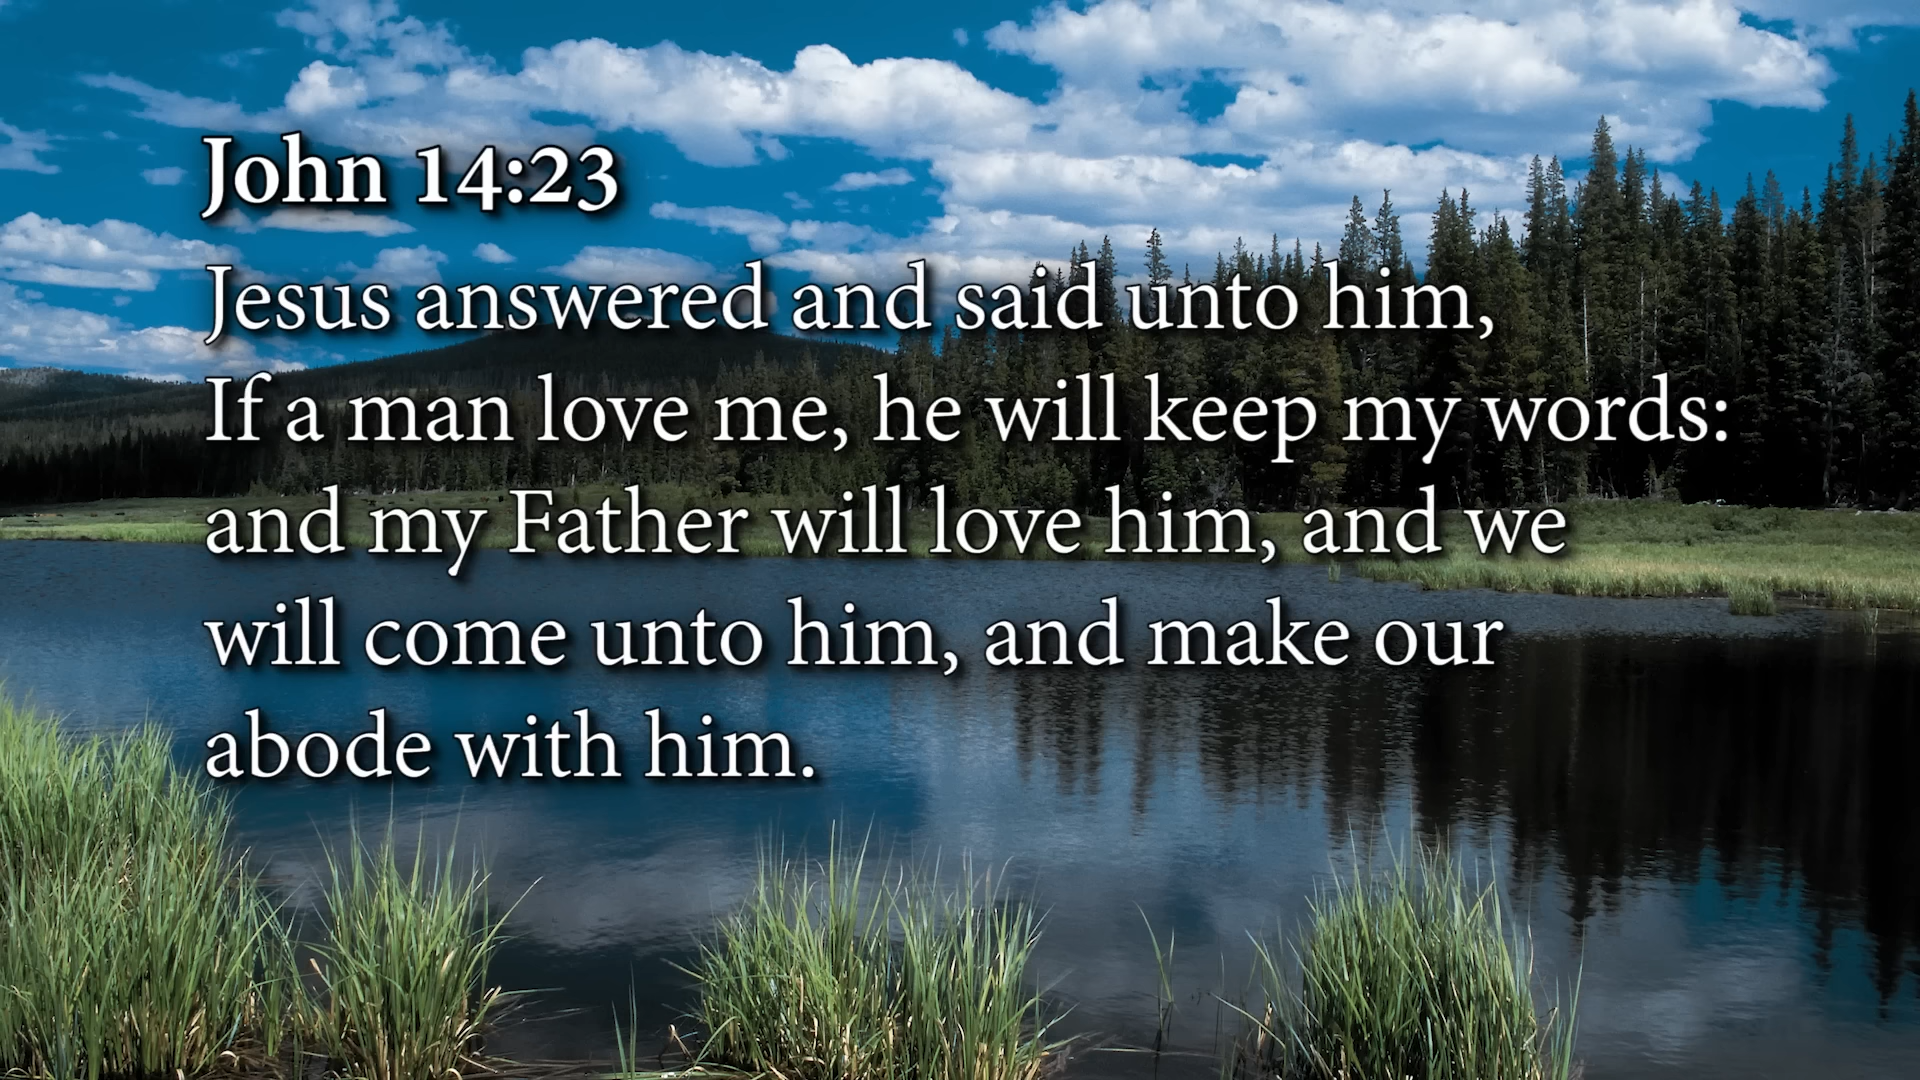 John 14:23
Jesus answered and said unto him,
If a man love me, he will keep my words:
and my Father will love him, and we
will come unto him, and make our
abode with him.